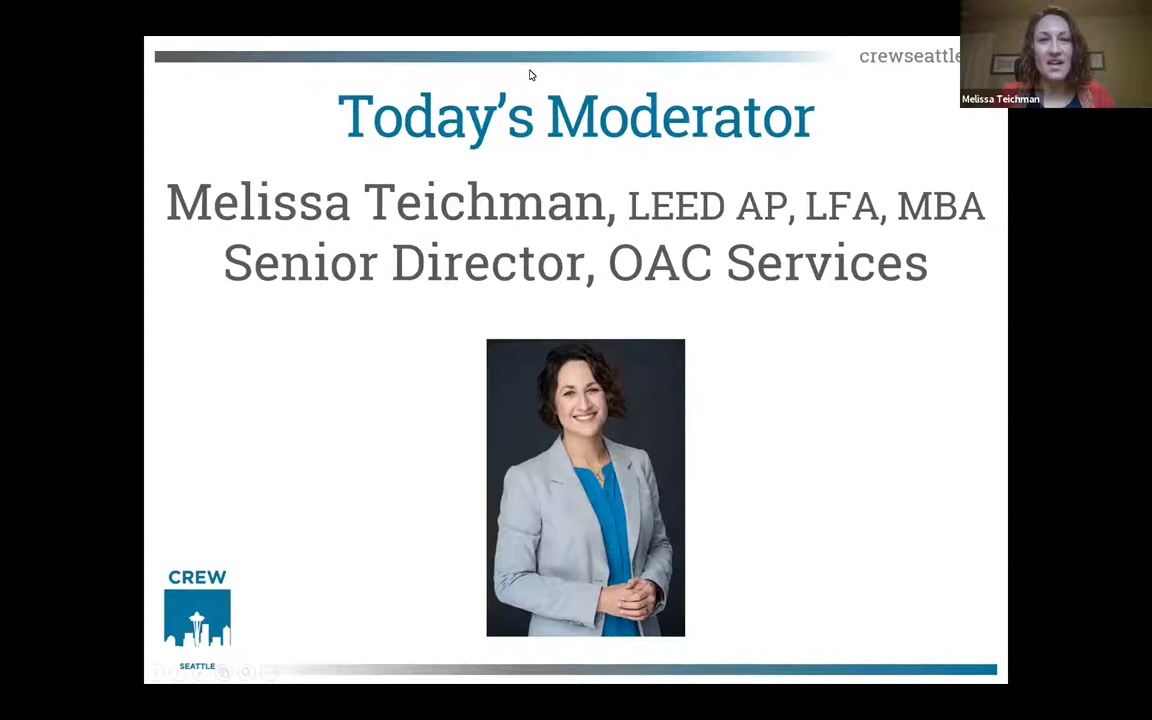 crewseattle
Melissa Teichman
Today's Moderator
Melissa Teichman, LEED AP, LFA, MBA
Senior Director, OAC Services
CREW
SEATTLE